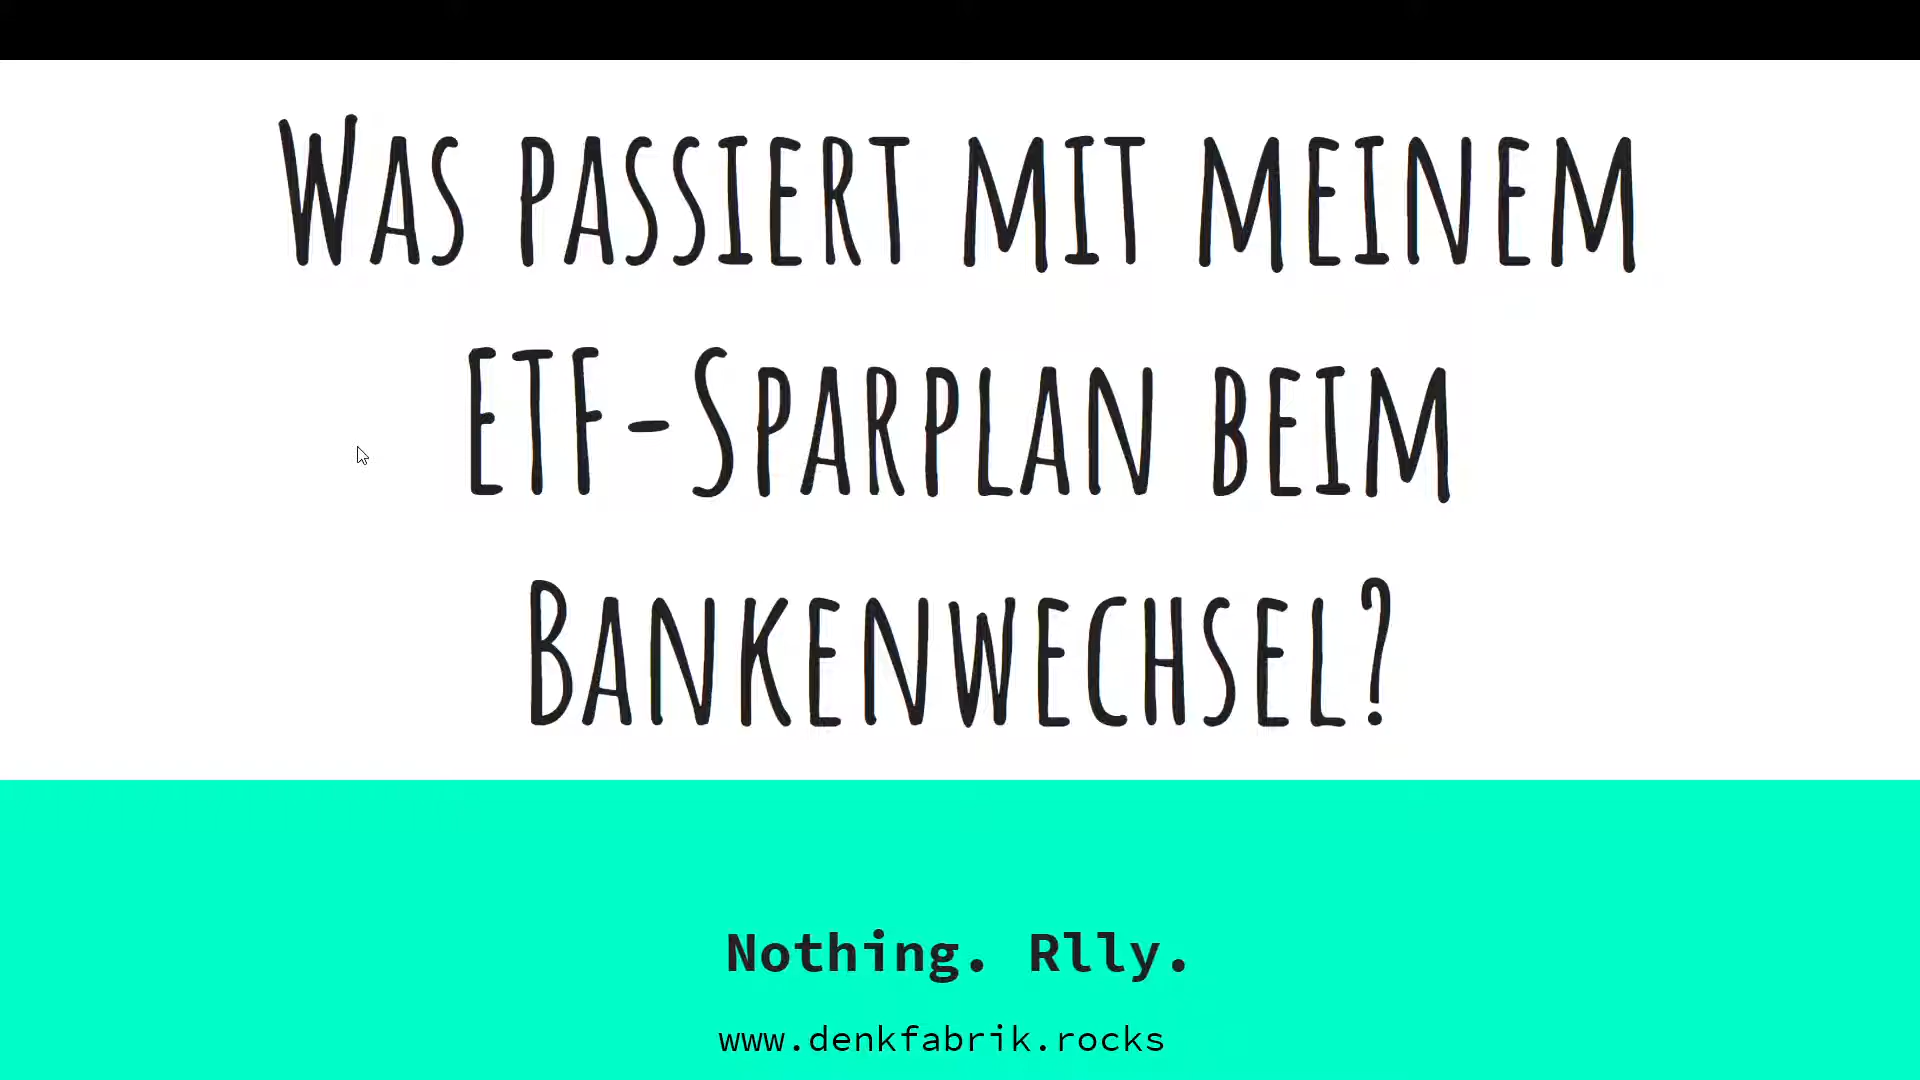 Was passiert mit meinem
ETF-Sparplan beim
Bankenwechsel?
Nothing. Rlly.
www.denkfabrik.rocks